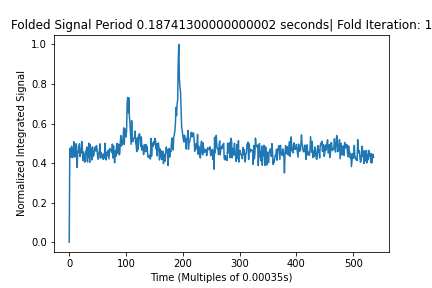 Folded Signal Period 0.18741300000000002 seconds| Fold Iteration: 1
1.0
0.8
0.6
0.4
0.2
0.0
Normalized Integrated Signal
0 100 200 300 400 500
Time (Multiples of 0.00035s)